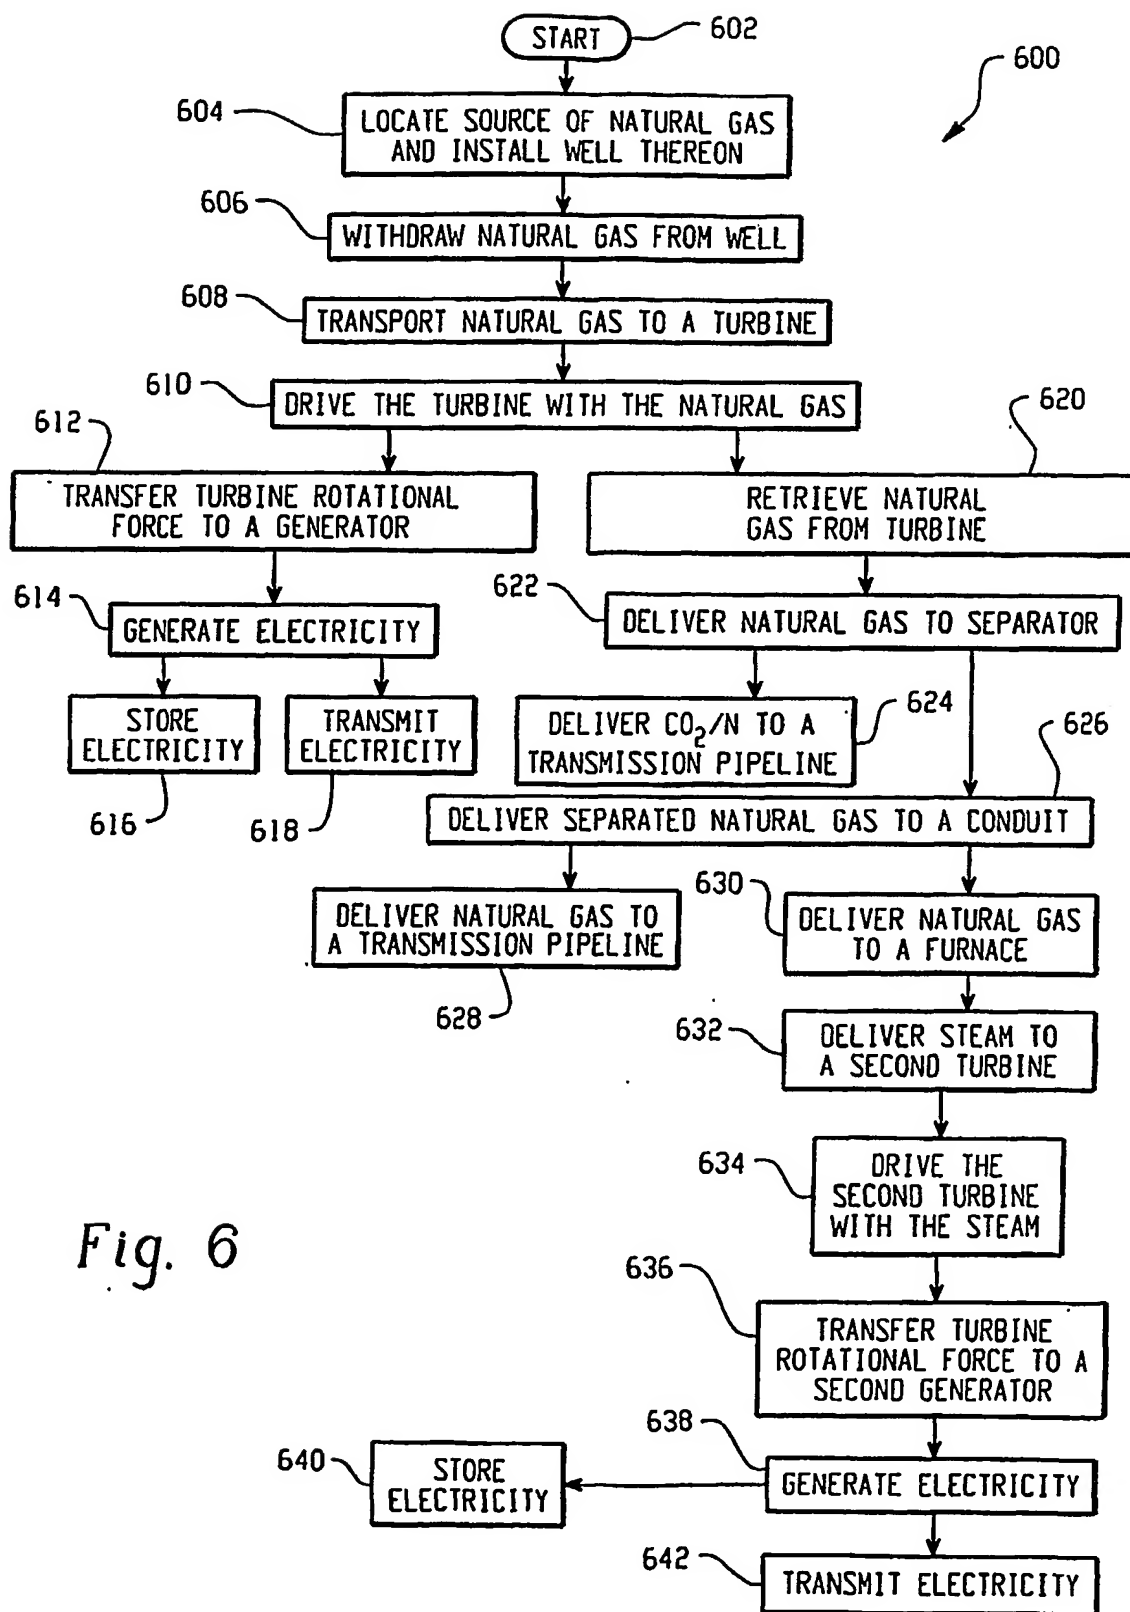 START
602
600
604
LOCATE SOURCE OF NATURAL GAS
AND INSTALL WELL THEREON
606
WITHDRAW NATURAL GAS FROM WELL
608
TRANSPORT NATURAL GAS TO A TURBINE
610
DRIVE THE TURBINE WITH THE NATURAL GAS
612
TRANSFER TURBINE ROTATIONAL
FORCE TO A GENERATOR
620
RETRIEVE NATURAL
GAS FROM TURBINE
614
GENERATE ELECTRICITY
622
DELIVER NATURAL GAS TO SEPARATOR
STORE
ELECTRICITY
616
TRANSMIT
ELECTRICITY
618
DELIVER CO₂/N TO A
TRANSMISSION PIPELINE
624
626
DELIVER SEPARATED NATURAL GAS TO A CONDUIT
DELIVER NATURAL GAS TO
A TRANSMISSION PIPELINE
628
630
DELIVER NATURAL GAS
TO A FURNACE
632
DELIVER STEAM TO
A SECOND TURBINE
634
DRIVE THE
SECOND TURBINE
WITH THE STEAM
Fig. 6
636
TRANSFER TURBINE
ROTATIONAL FORCE TO A
SECOND GENERATOR
638
GENERATE ELECTRICITY
640
STORE
ELECTRICITY
642
TRANSMIT ELECTRICITY